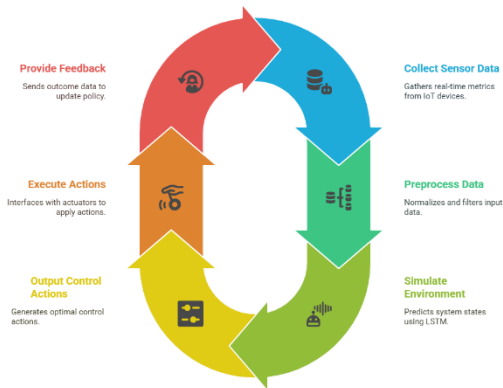 Provide Feedback
Sends outcome data to
update policy.
Collect Sensor Data
Gathers real-time metrics
from IoT devices.
Execute Actions
Interfaces with actuators to
apply actions.
Preprocess Data
Normalizes and filters input
data.
Output Control
Actions
Generates optimal control
actions.
Simulate
Environment
Predicts system states
using LSTM.